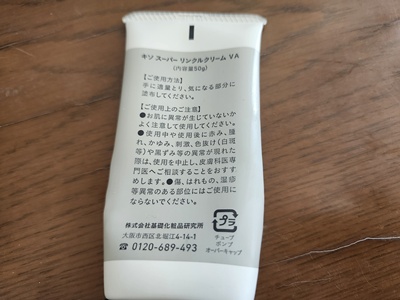 キソ スーパー リンクルクリーム VA
(内容量50g)
【ご使用方法】
手に適量とり、気になる部分に
塗布してください。
【ご使用上のご注意】
●お肌に異常が生じていないか
よく注意して使用してください。
●使用中や使用後に赤み、腫
れ、かゆみ、刺激、色抜け(白斑
等)や黒ずみ等の異常が現れた
際は、使用を中止し、皮膚科医専
門医へご相談することをおすす
めします。●傷、はれもの、湿疹
等異常のある部位にはご使用に
ならないでください。
株式会社基礎化粧品研究所
大阪市西区北堀江4-14-1
0120-689-493
プラ
チューブ
ポンプ
オーバーキャップ